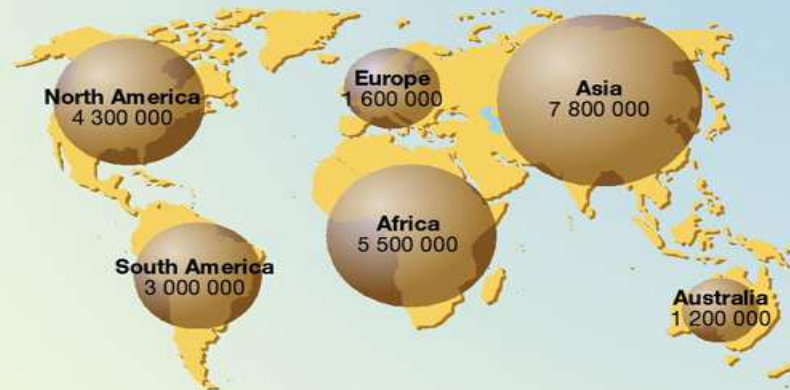 North America
4 300 000
Europe
1 600 000
Asia
7 800 000
Africa
5 500 000
South America
3 000 000
Australia
1 200 000